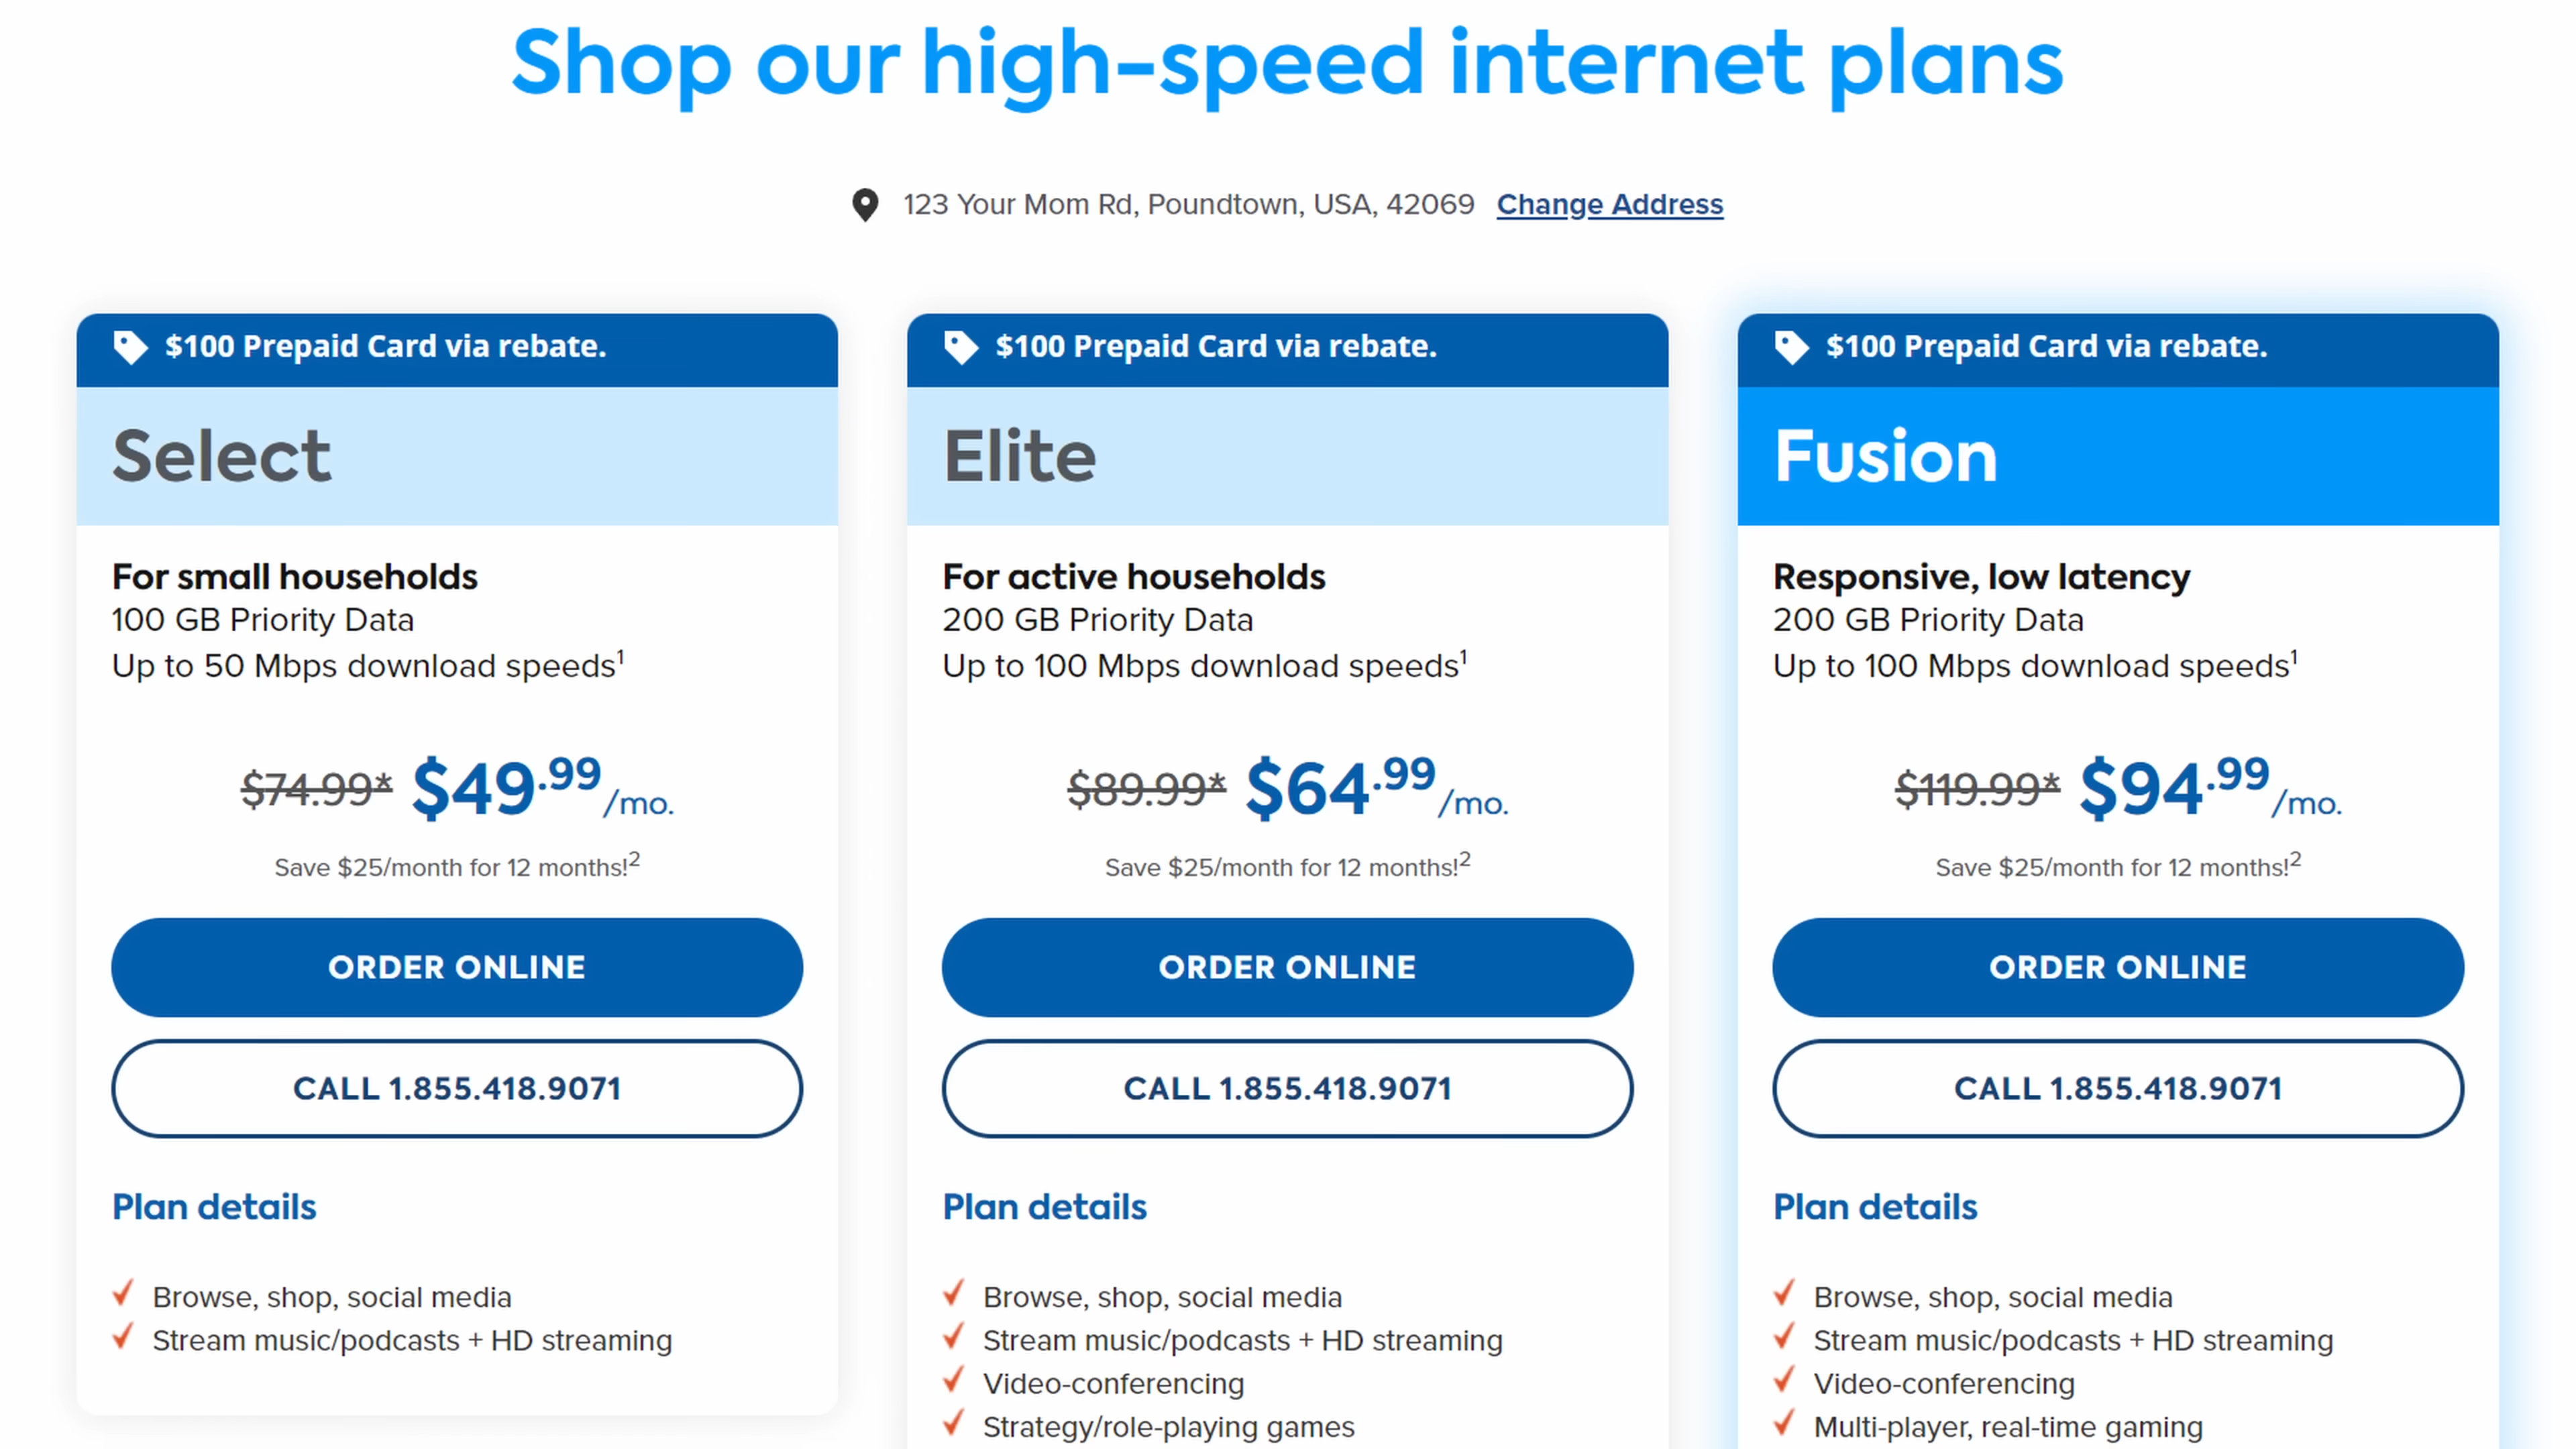 Shop our high-speed internet plans
123 Your Mom Rd, Poundtown, USA, 42069 Change Address
$100 Prepaid Card via rebate.
Select
For small households
100 GB Priority Data
Up to 50 Mbps download speeds¹
$74.99* $49.99/mo.
Save $25/month for 12 months!²
ORDER ONLINE
CALL 1.855.418.9071
Plan details
Browse, shop, social media
Stream music/podcasts + HD streaming
$100 Prepaid Card via rebate.
Elite
For active households
200 GB Priority Data
Up to 100 Mbps download speeds¹
$89.99* $64.99/mo.
Save $25/month for 12 months!²
ORDER ONLINE
CALL 1.855.418.9071
Plan details
Browse, shop, social media
Stream music/podcasts + HD streaming
Video-conferencing
Strategy/role-playing games
$100 Prepaid Card via rebate.
Fusion
Responsive, low latency
200 GB Priority Data
Up to 100 Mbps download speeds¹
$119.99* $94.99/mo.
Save $25/month for 12 months!²
ORDER ONLINE
CALL 1.855.418.9071
Plan details
Browse, shop, social media
Stream music/podcasts + HD streaming
Video-conferencing
Multi-player, real-time gaming